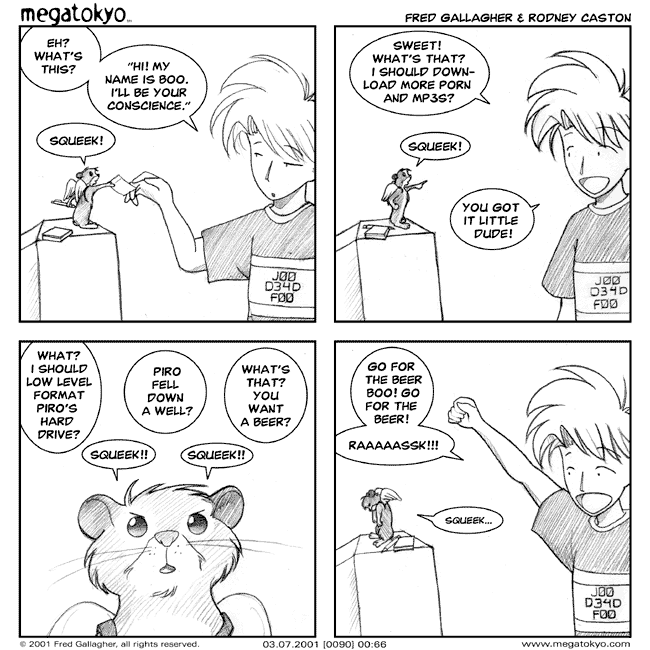 megatokyo™
FRED GALLAGHER & RODNEY CASTON
EH?
WHAT'S
THIS?
"HI! MY
NAME IS BOO.
I'LL BE YOUR
CONSCIENCE."
SQUEEK!
J00
D34D
F00
SWEET!
WHAT'S THAT?
I SHOULD DOWN-
LOAD MORE PORN
AND MP3S?
SQUEEK!
YOU GOT
IT LITTLE
DUDE!
J00
D34D
F00
WHAT?
I SHOULD
LOW LEVEL
FORMAT
PIRO'S
HARD
DRIVE?
SQUEEK!!
PIRO
FELL
DOWN
A WELL?
SQUEEK!!
WHAT'S
THAT?
YOU
WANT
A BEER?
GO FOR
THE BEER
BOO! GO
FOR THE
BEER!
RAAAAASSK!!!
SQUEEK...
J00
D34D
F00
© 2001 Fred Gallagher, all rights reserved.
03.07.2001 [0090] 00:66
www.megatokyo.com